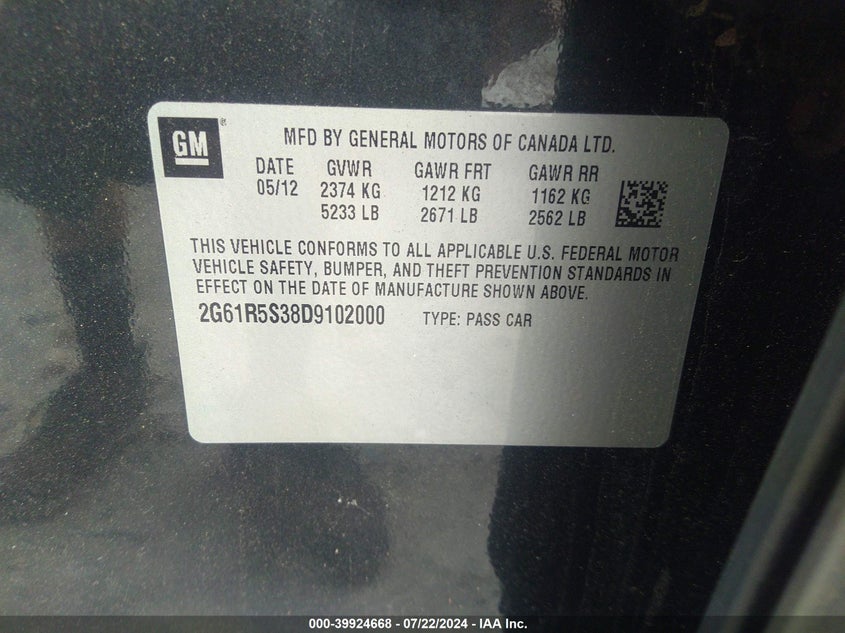 GM ®
MFD BY GENERAL MOTORS OF CANADA LTD.
DATE GVWR GAWR FRT GAWR RR
05/12 2374 KG 1212 KG 1162 KG
5233 LB 2671 LB 2562 LB
THIS VEHICLE CONFORMS TO ALL APPLICABLE U.S. FEDERAL MOTOR
VEHICLE SAFETY, BUMPER, AND THEFT PREVENTION STANDARDS IN
EFFECT ON THE DATE OF MANUFACTURE SHOWN ABOVE.
2G61R5S38D9102000 TYPE: PASS CAR
000-39924668 - 07/22/2024 - IAA Inc.